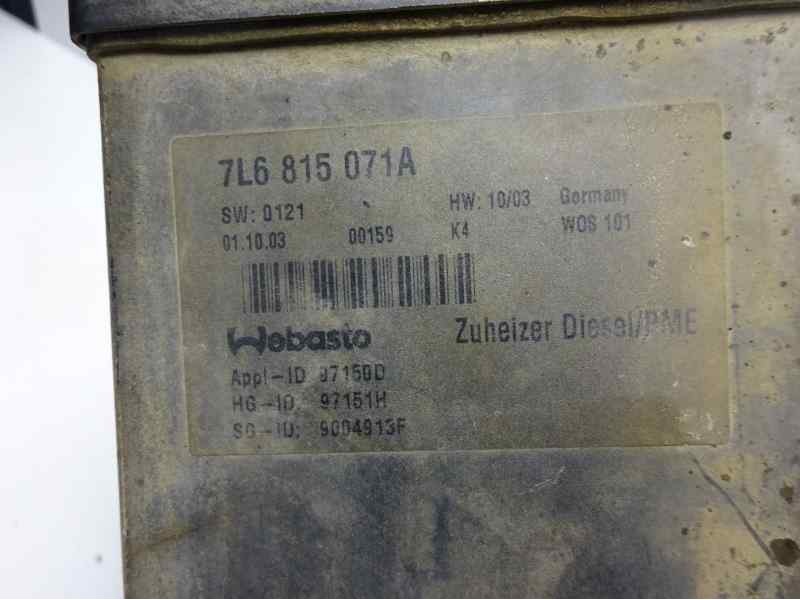 7L6 815 071A
SW: 0121 HW: 10/03 Germany
01.10.03 00159 K4 WOS 101
Webasto Zuheizer Diesel/PME
Appl-ID 97150D
HG-ID: 97151H
SG-ID: 9004913F